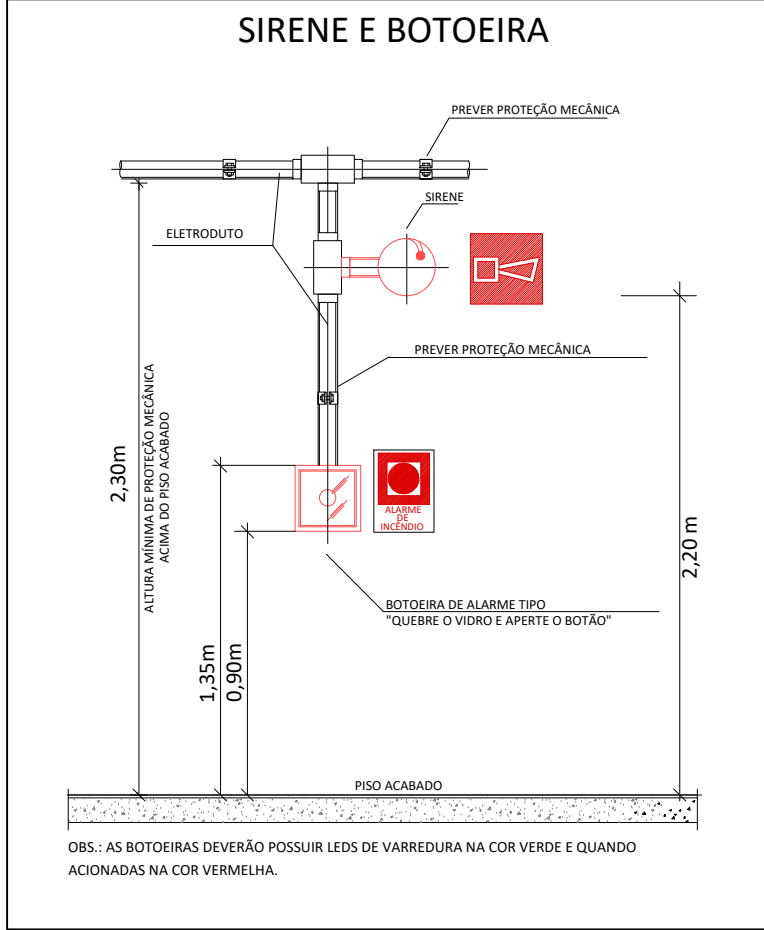 SIRENE E BOTOEIRA
PREVER PROTEÇÃO MECÂNICA
SIRENE
ELETRODUTO
PREVER PROTEÇÃO MECÂNICA
2,30m
ALTURA MÍNIMA DE PROTEÇÃO MECÂNICA
ACIMA DO PISO ACABADO
ALARME
DE
INCÊNDIO
2,20 m
BOTOEIRA DE ALARME TIPO
"QUEBRE O VIDRO E APERTE O BOTÃO"
1,35m
0,90m
PISO ACABADO
OBS.: AS BOTOEIRAS DEVERÃO POSSUIR LEDS DE VARREDURA NA COR VERDE E QUANDO
ACIONADAS NA COR VERMELHA.